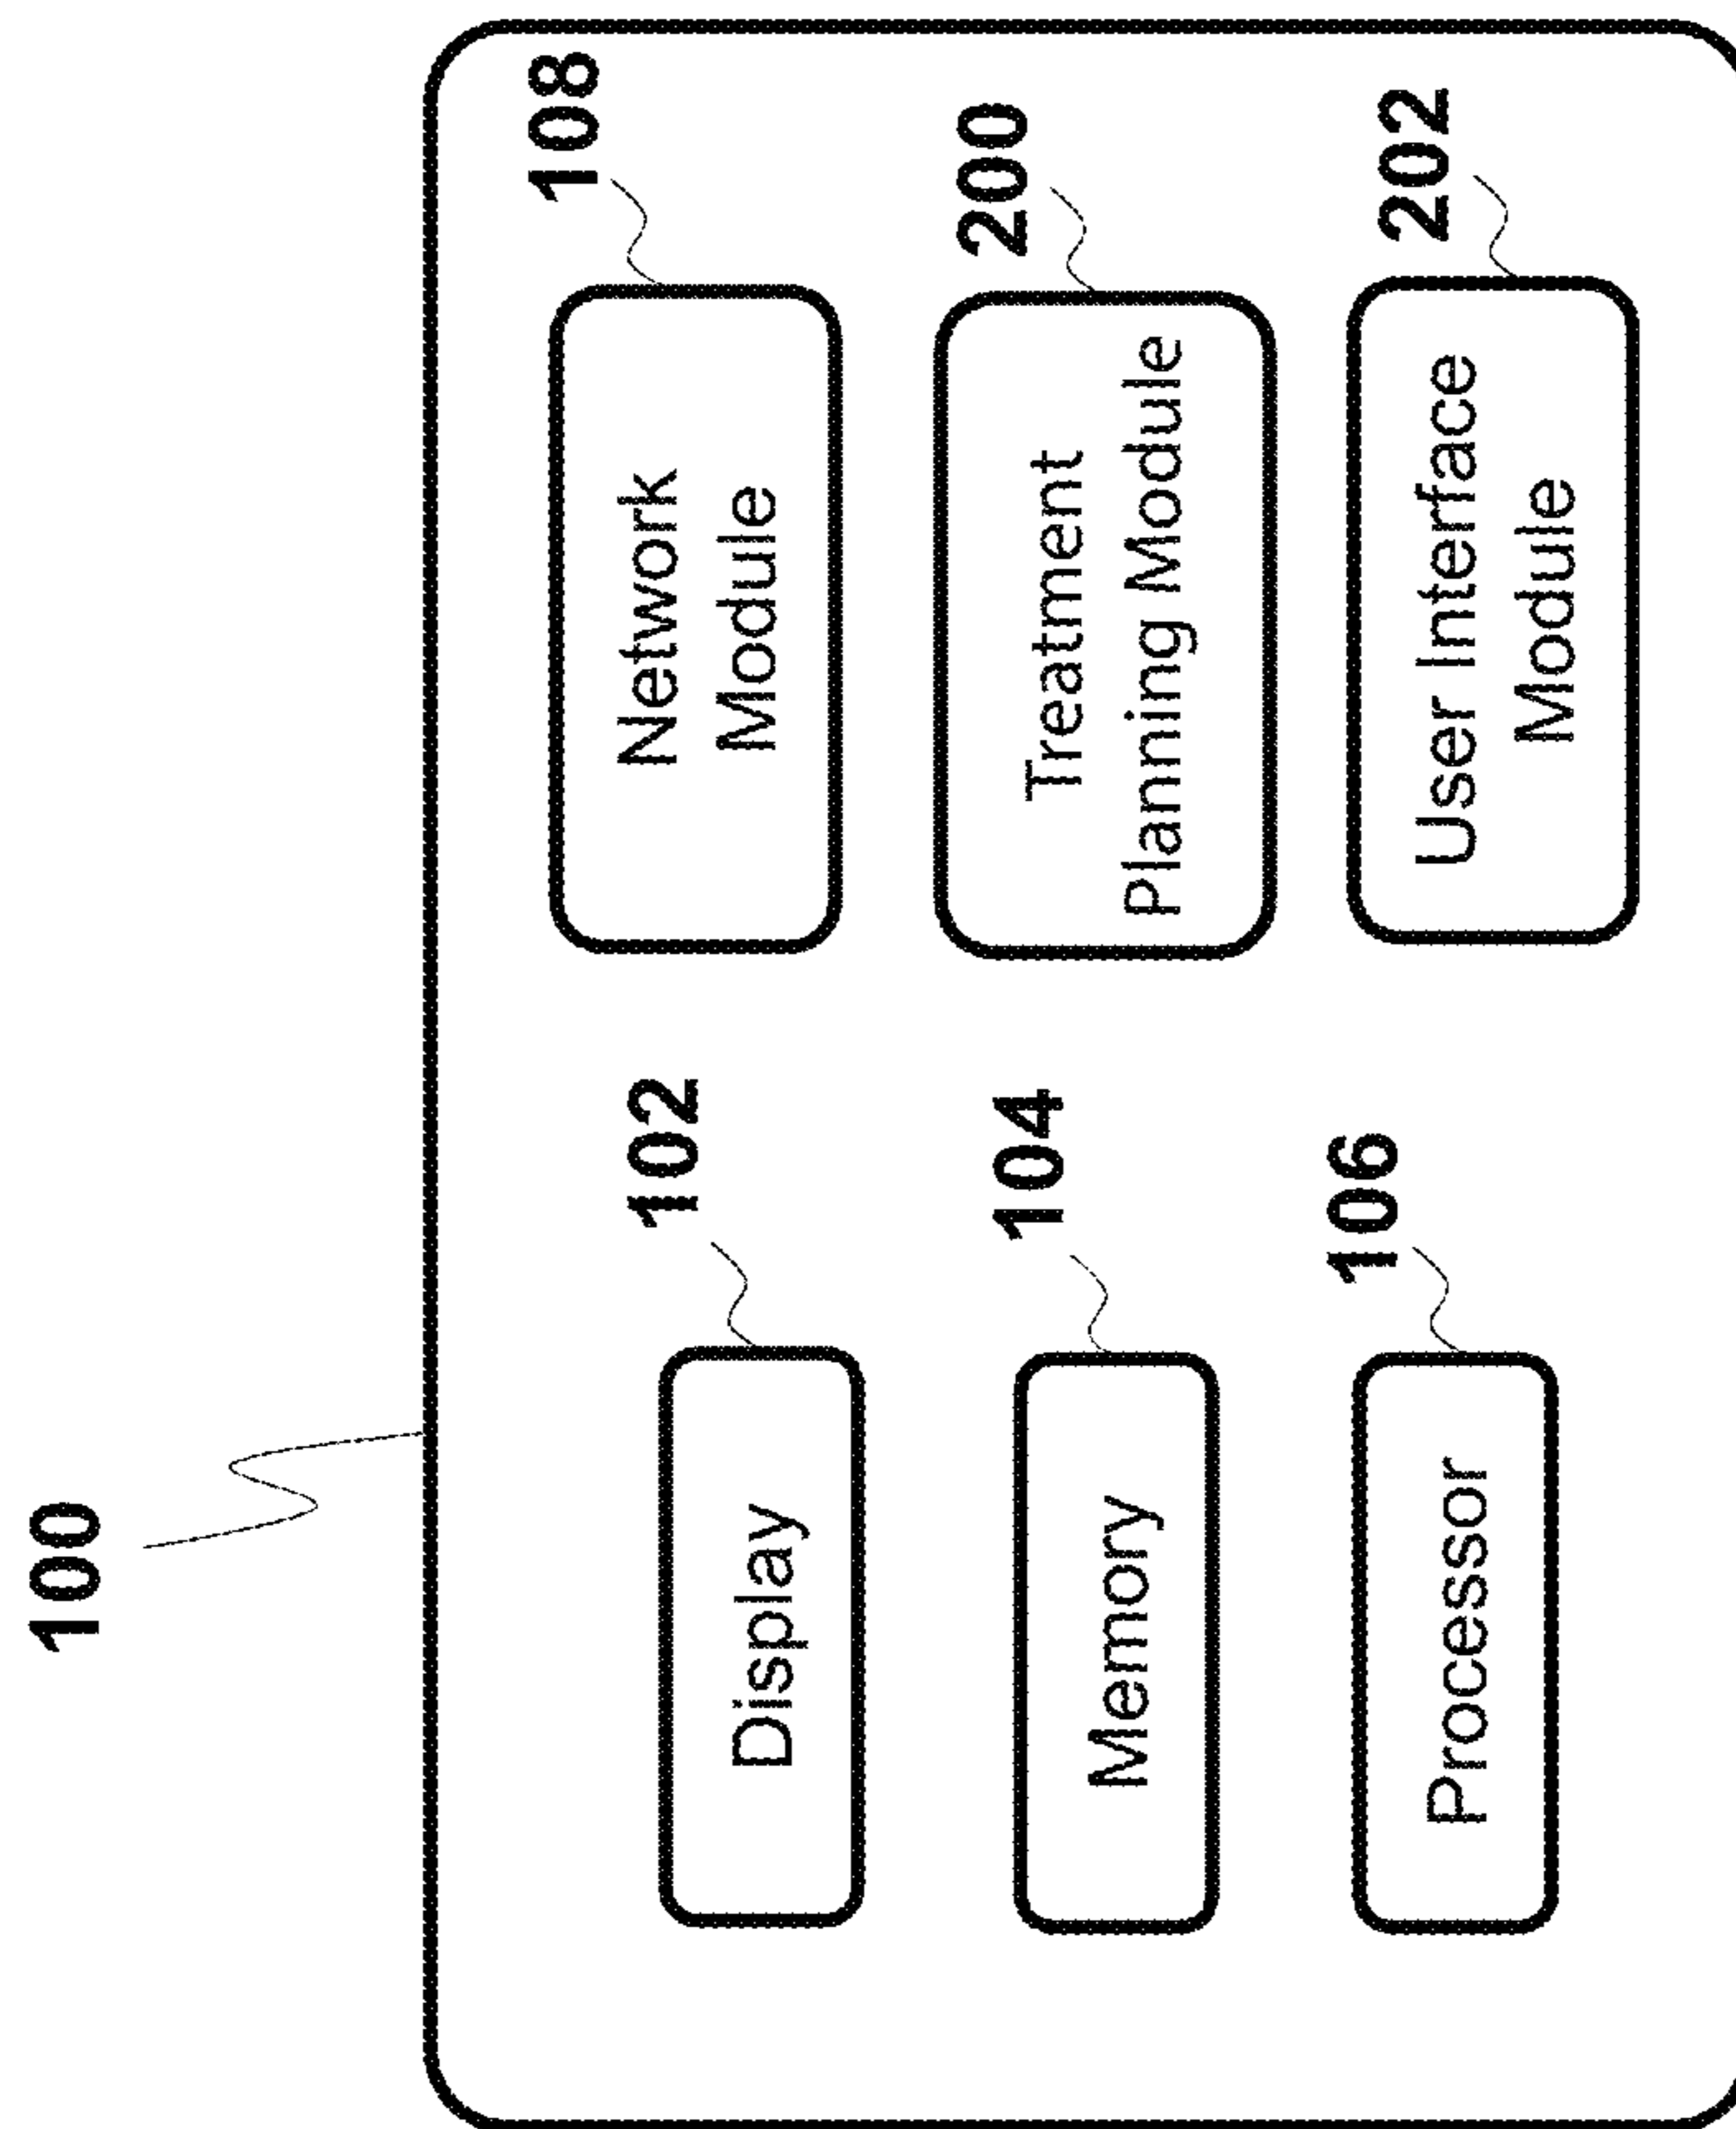 100
102
Display
104
Memory
106
Processor
108
Network
Module
200
Treatment
Planning Module
202
User Interface
Module